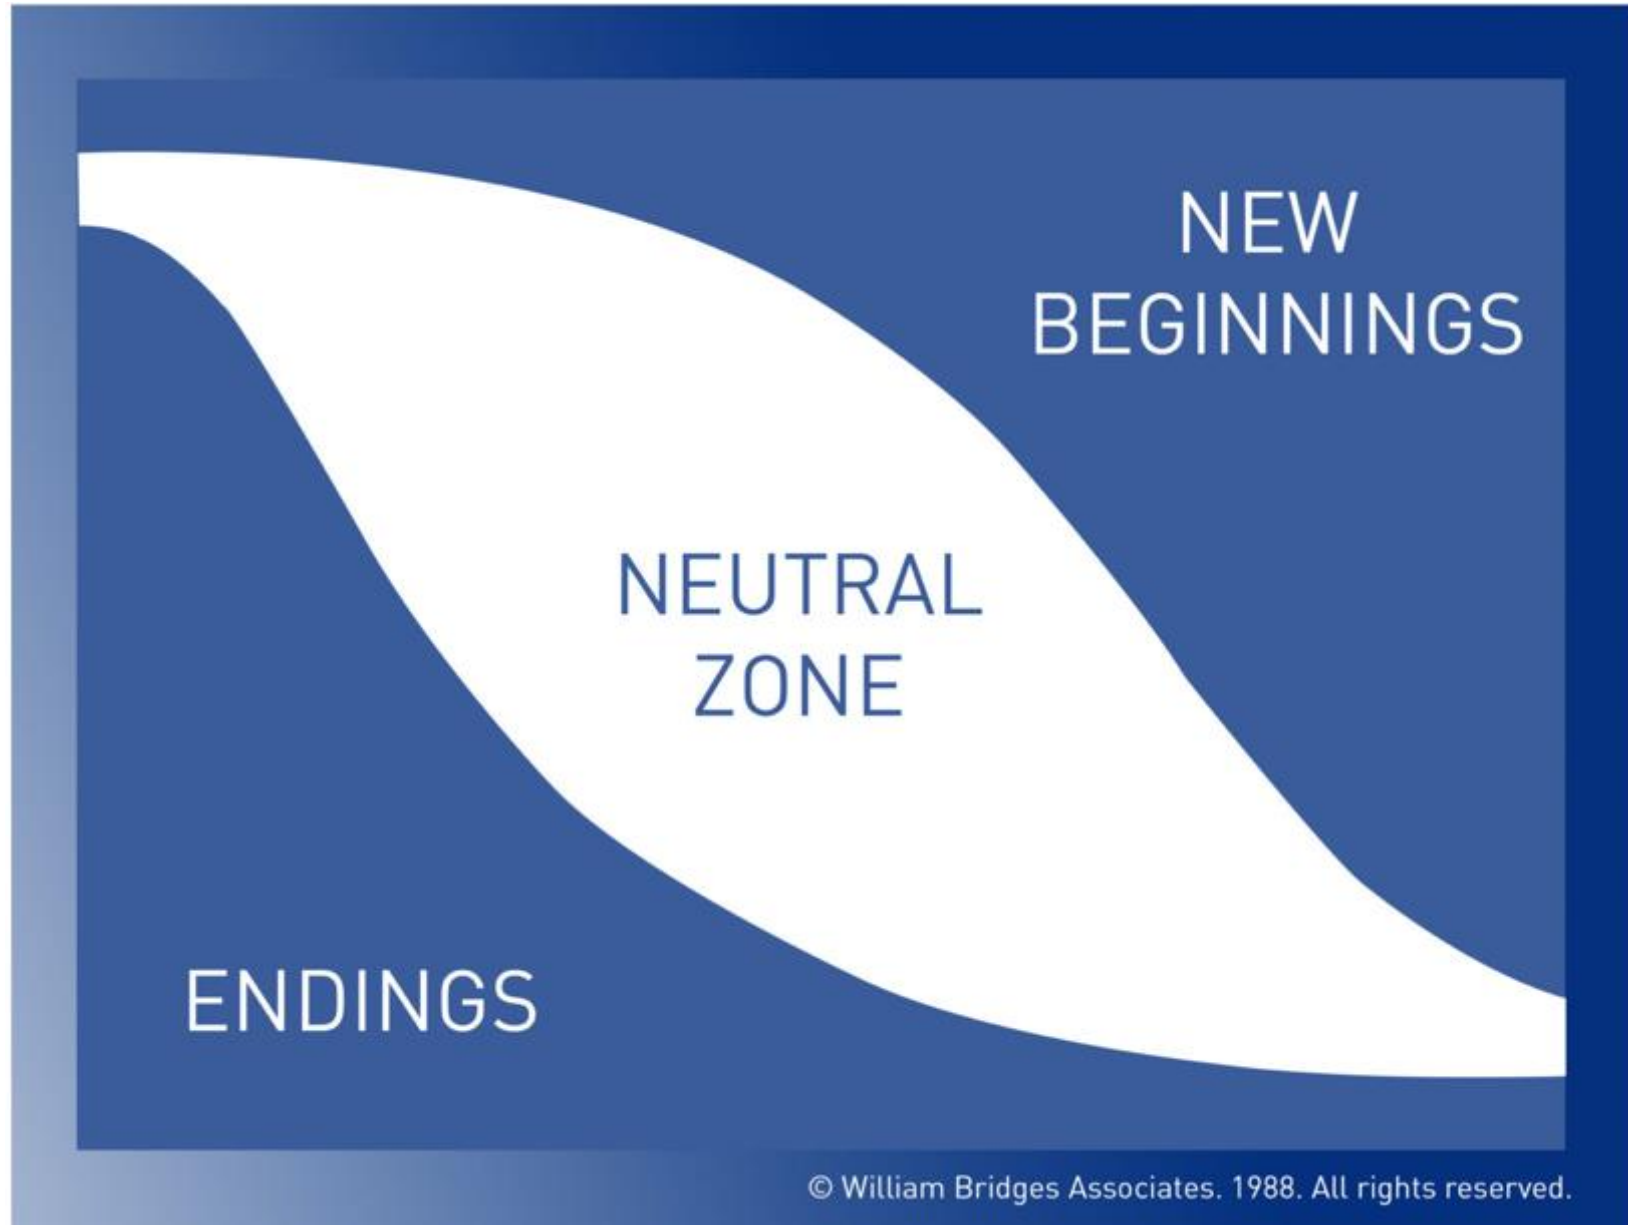 NEW
BEGINNINGS
NEUTRAL
ZONE
ENDINGS
© William Bridges Associates. 1988. All rights reserved.